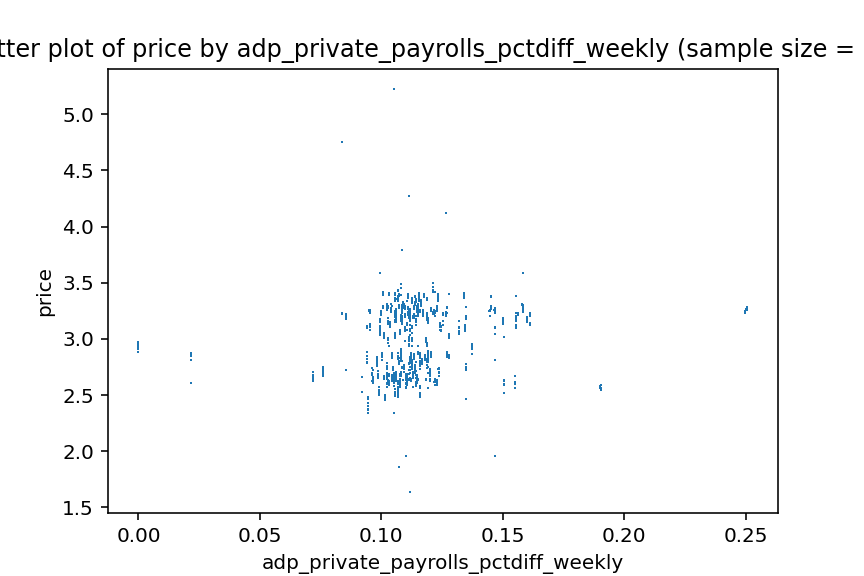 tter plot of price by adp_private_payrolls_pctdiff_weekly (sample size =
5.0
4.5
4.0
3.5
3.0
2.5
2.0
1.5
price
0.00 0.05 0.10 0.15 0.20 0.25
adp_private_payrolls_pctdiff_weekly